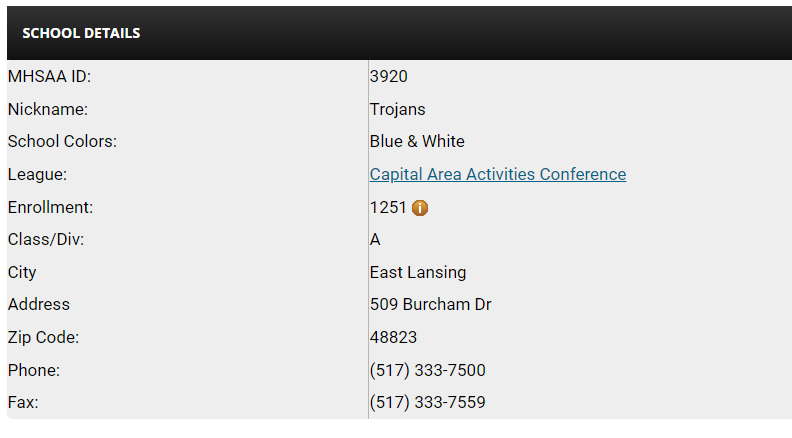 SCHOOL DETAILS
MHSAA ID: 3920
Nickname: Trojans
School Colors: Blue & White
League: Capital Area Activities Conference
Enrollment: 1251 i
Class/Div: A
City East Lansing
Address 509 Burcham Dr
Zip Code: 48823
Phone: (517) 333-7500
Fax: (517) 333-7559